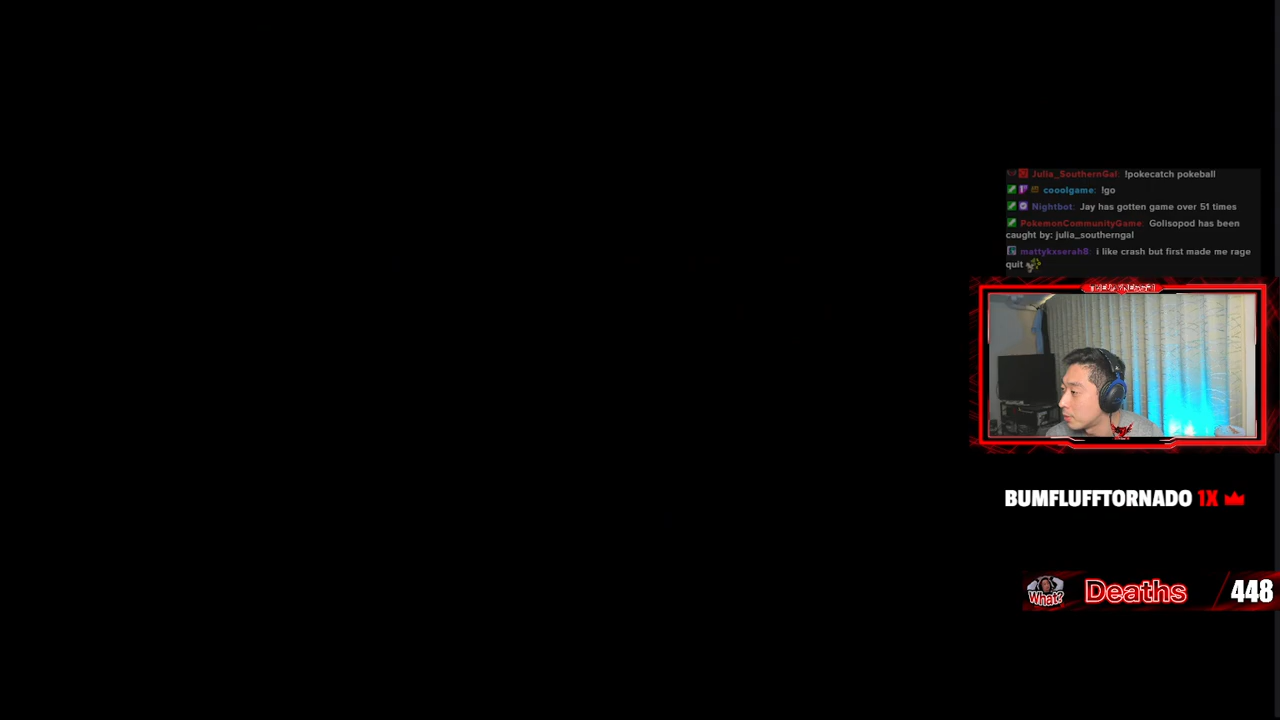 Julia_SouthernGal: !pokecatch pokeball
cooolgame: !go
Nightbot: Jay has gotten game over 51 times
PokemonCommunityGame: Golisopod has been
caught by: julia_southerngal
mattykxserah8: i like crash but first made me rage
quit
BUMFLUFFTORNADO 1X
What?
Deaths
448